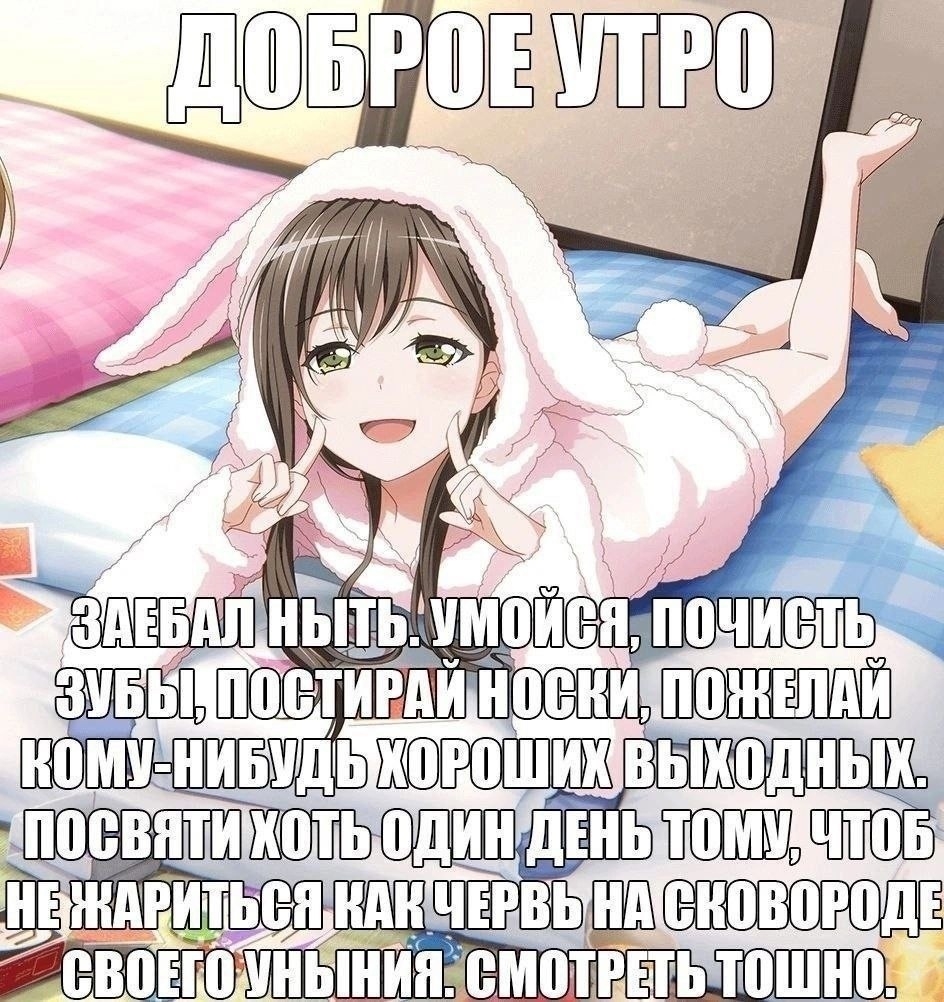 ДОБРОЕ УТРО
ЗАЕБАЛ НЫТЬ. УМОЙСЯ, ПОЧИСТЬ
ЗУБЫ, ПОСТИРАЙ НОСКИ, ПОЖЕЛАЙ
КОМУ-НИБУДЬ ХОРОШИХ ВЫХОДНЫХ.
ПОСВЯТИ ХОТЬ ОДИН ДЕНЬ ТОМУ, ЧТОБ
НЕ ЖАРИТЬСЯ КАК ЧЕРВЬ НА СКОВОРОДЕ
СВОЕГО УНЫНИЯ. СМОТРЕТЬ ТОШНО.